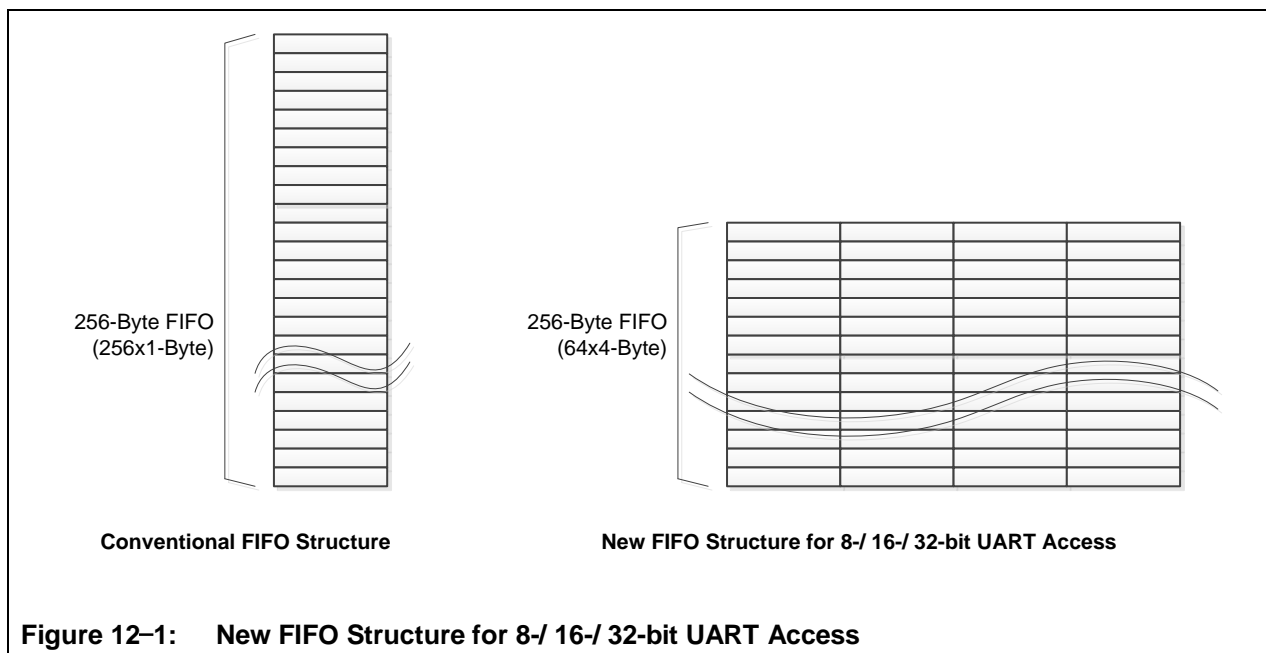 256-Byte FIFO
(256x1-Byte)
256-Byte FIFO
(64x4-Byte)
Conventional FIFO Structure
New FIFO Structure for 8-/ 16-/ 32-bit UART Access
Figure 12–1: New FIFO Structure for 8-/ 16-/ 32-bit UART Access